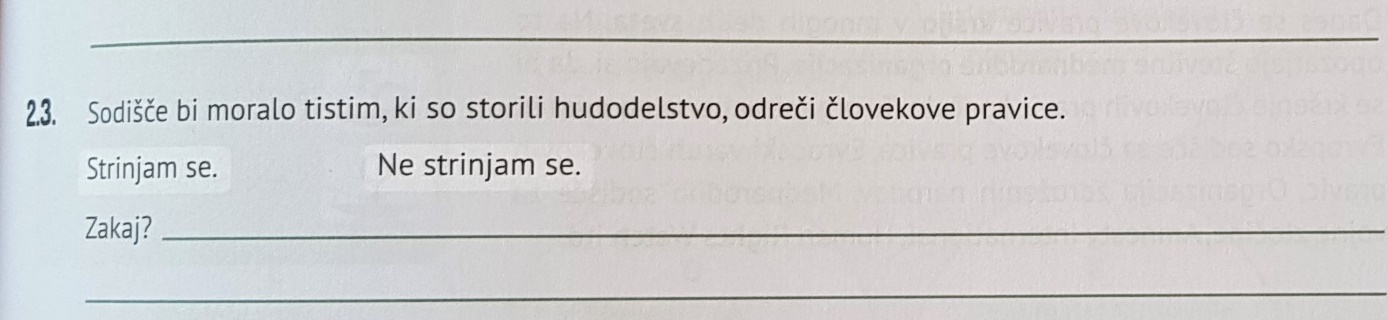 2.3. Sodišče bi moralo tistim, ki so storili hudodelstvo, odreči človekove pravice.
Strinjam se. Ne strinjam se.
Zakaj?